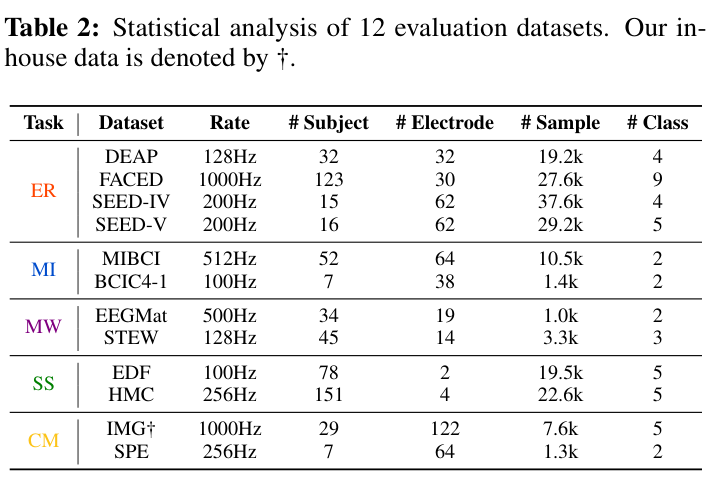 Table 2: Statistical analysis of 12 evaluation datasets. Our in-
house data is denoted by †.
Task Dataset Rate # Subject # Electrode # Sample # Class
ER
DEAP 128Hz 32 32 19.2k 4
FACED 1000Hz 123 30 27.6k 9
SEED-IV 200Hz 15 62 37.6k 4
SEED-V 200Hz 16 62 29.2k 5
MI
MIBCI 512Hz 52 64 10.5k 2
BCIC4-1 100Hz 7 38 1.4k 2
MW
EEGMat 500Hz 34 19 1.0k 2
STEW 128Hz 45 14 3.3k 3
SS
EDF 100Hz 78 2 19.5k 5
HMC 256Hz 151 4 22.6k 5
CM
IMG† 1000Hz 29 122 7.6k 5
SPE 256Hz 7 64 1.3k 2